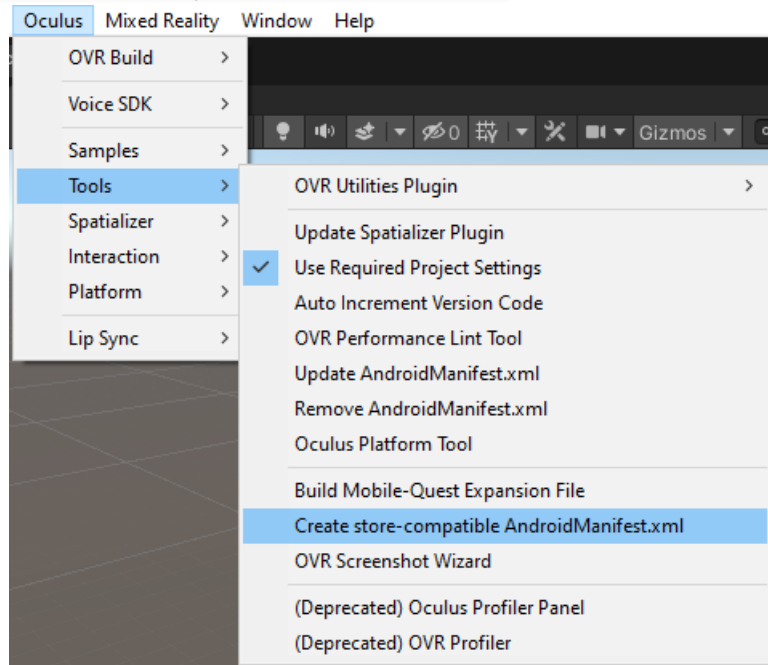 Oculus Mixed Reality Window Help
OVR Build
Voice SDK
Samples
Tools
Spatializer
Interaction
Platform
Lip Sync
0
Gizmos
OVR Utilities Plugin
Update Spatializer Plugin
Use Required Project Settings
Auto Increment Version Code
OVR Performance Lint Tool
Update AndroidManifest.xml
Remove AndroidManifest.xml
Oculus Platform Tool
Build Mobile-Quest Expansion File
Create store-compatible AndroidManifest.xml
OVR Screenshot Wizard
(Deprecated) Oculus Profiler Panel
(Deprecated) OVR Profiler